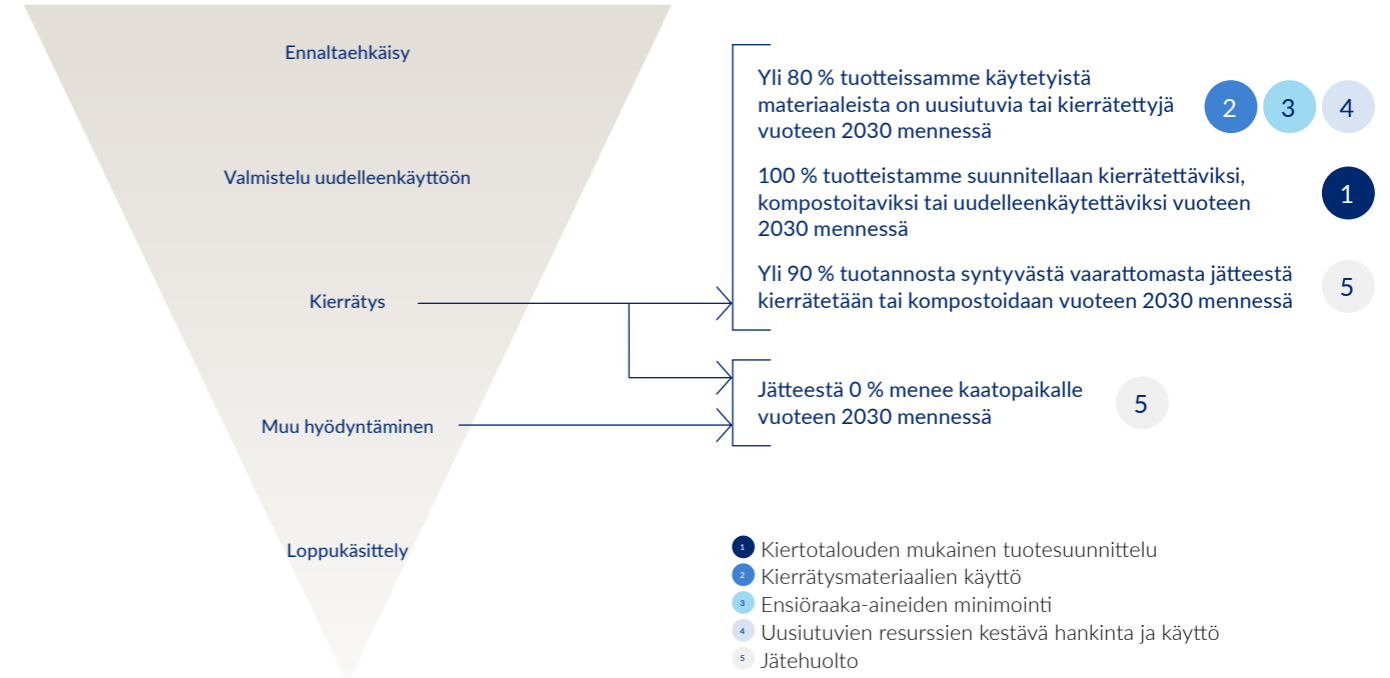 Ennaltaehkäisy
Valmistelu uudelleenkäyttöön
Kierrätys
Muu hyödyntäminen
Loppukäsittely
Yli 80 % tuotteissamme käytetyistä
materiaaleista on uusiutuvia tai kierrätettyjä
vuoteen 2030 mennessä
2 3 4
100 % tuotteistamme suunnitellaan kierrätettäviksi,
kompostoitaviksi tai uudelleenkäytettäviksi vuoteen
2030 mennessä
1
Yli 90 % tuotannosta syntyvästä vaarattomasta jätteestä
kierrätetään tai kompostoidaan vuoteen 2030 mennessä
5
Jätteestä 0 % menee kaatopaikalle
vuoteen 2030 mennessä
5
1 Kiertotalouden mukainen tuotesuunnittelu
2 Kierrätysmateriaalien käyttö
3 Ensiöraaka-aineiden minimointi
4 Uusiutuvien resurssien kestävä hankinta ja käyttö
5 Jätehuolto